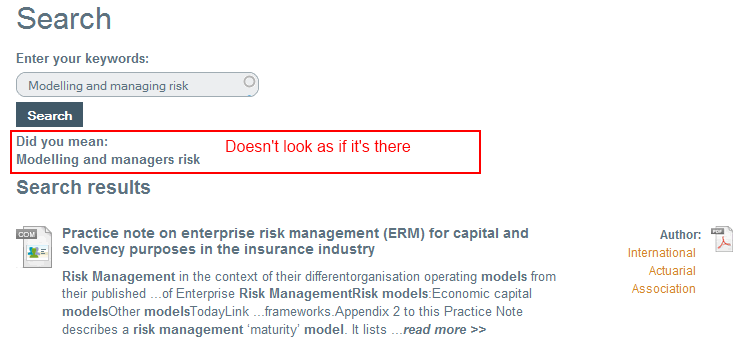 Search
Enter your keywords:
Modelling and managing risk
Search
Did you mean:
Modelling and managers risk
Doesn't look as if it's there
Search results
COM
Practice note on enterprise risk management (ERM) for capital and
solvency purposes in the insurance industry
Risk Management in the context of their differentorganisation operating models from
their published ...of Enterprise Risk ManagementRisk models:Economic capital
modelsOther modelsTodayLink ...frameworks.Appendix 2 to this Practice Note
describes a risk management ‘maturity’ model. It lists ...read more >>
Author:
International
Actuarial
Association
PDF